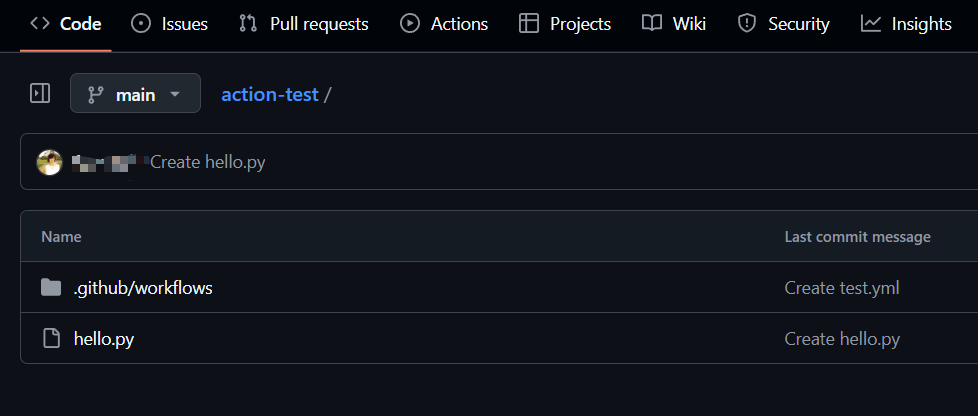 Code Issues Pull requests Actions Projects Wiki Security Insights
main action-test /
Create hello.py
Name Last commit message
.github/workflows Create test.yml
hello.py Create hello.py